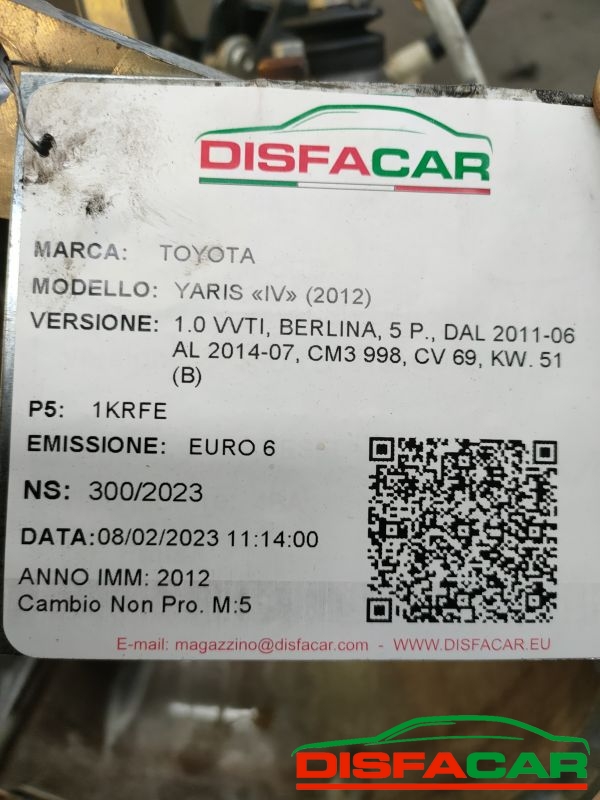 DISFACAR
MARCA: TOYOTA
MODELLO: YARIS «IV» (2012)
VERSIONE: 1.0 VVTI, BERLINA, 5 P., DAL 2011-06
AL 2014-07, CM3 998, CV 69, KW. 51
(B)
P5: 1KRFE
EMISSIONE: EURO 6
NS: 300/2023
DATA:08/02/2023 11:14:00
ANNO IMM: 2012
Cambio Non Pro. M:5
E-mail: magazzino@disfacar.com - WWW.DISFACAR.EU
DISFACAR